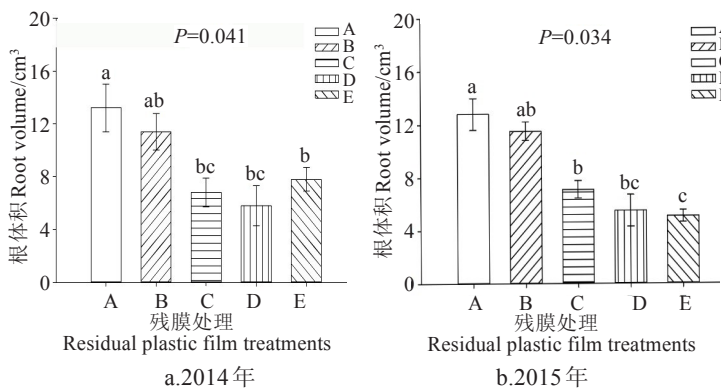 20
16
12
8
4
0
根体积 Root volume/cm³
P=0.041
A
B
C
D
E
a
ab
bc
bc
b
A B C D E
残膜处理
Residual plastic film treatments
a.2014年
20
16
12
8
4
0
根体积 Root volume/cm³
P=0.034
a
ab
b
bc
c
A B C D E
残膜处理
Residual plastic film treatments
b.2015年